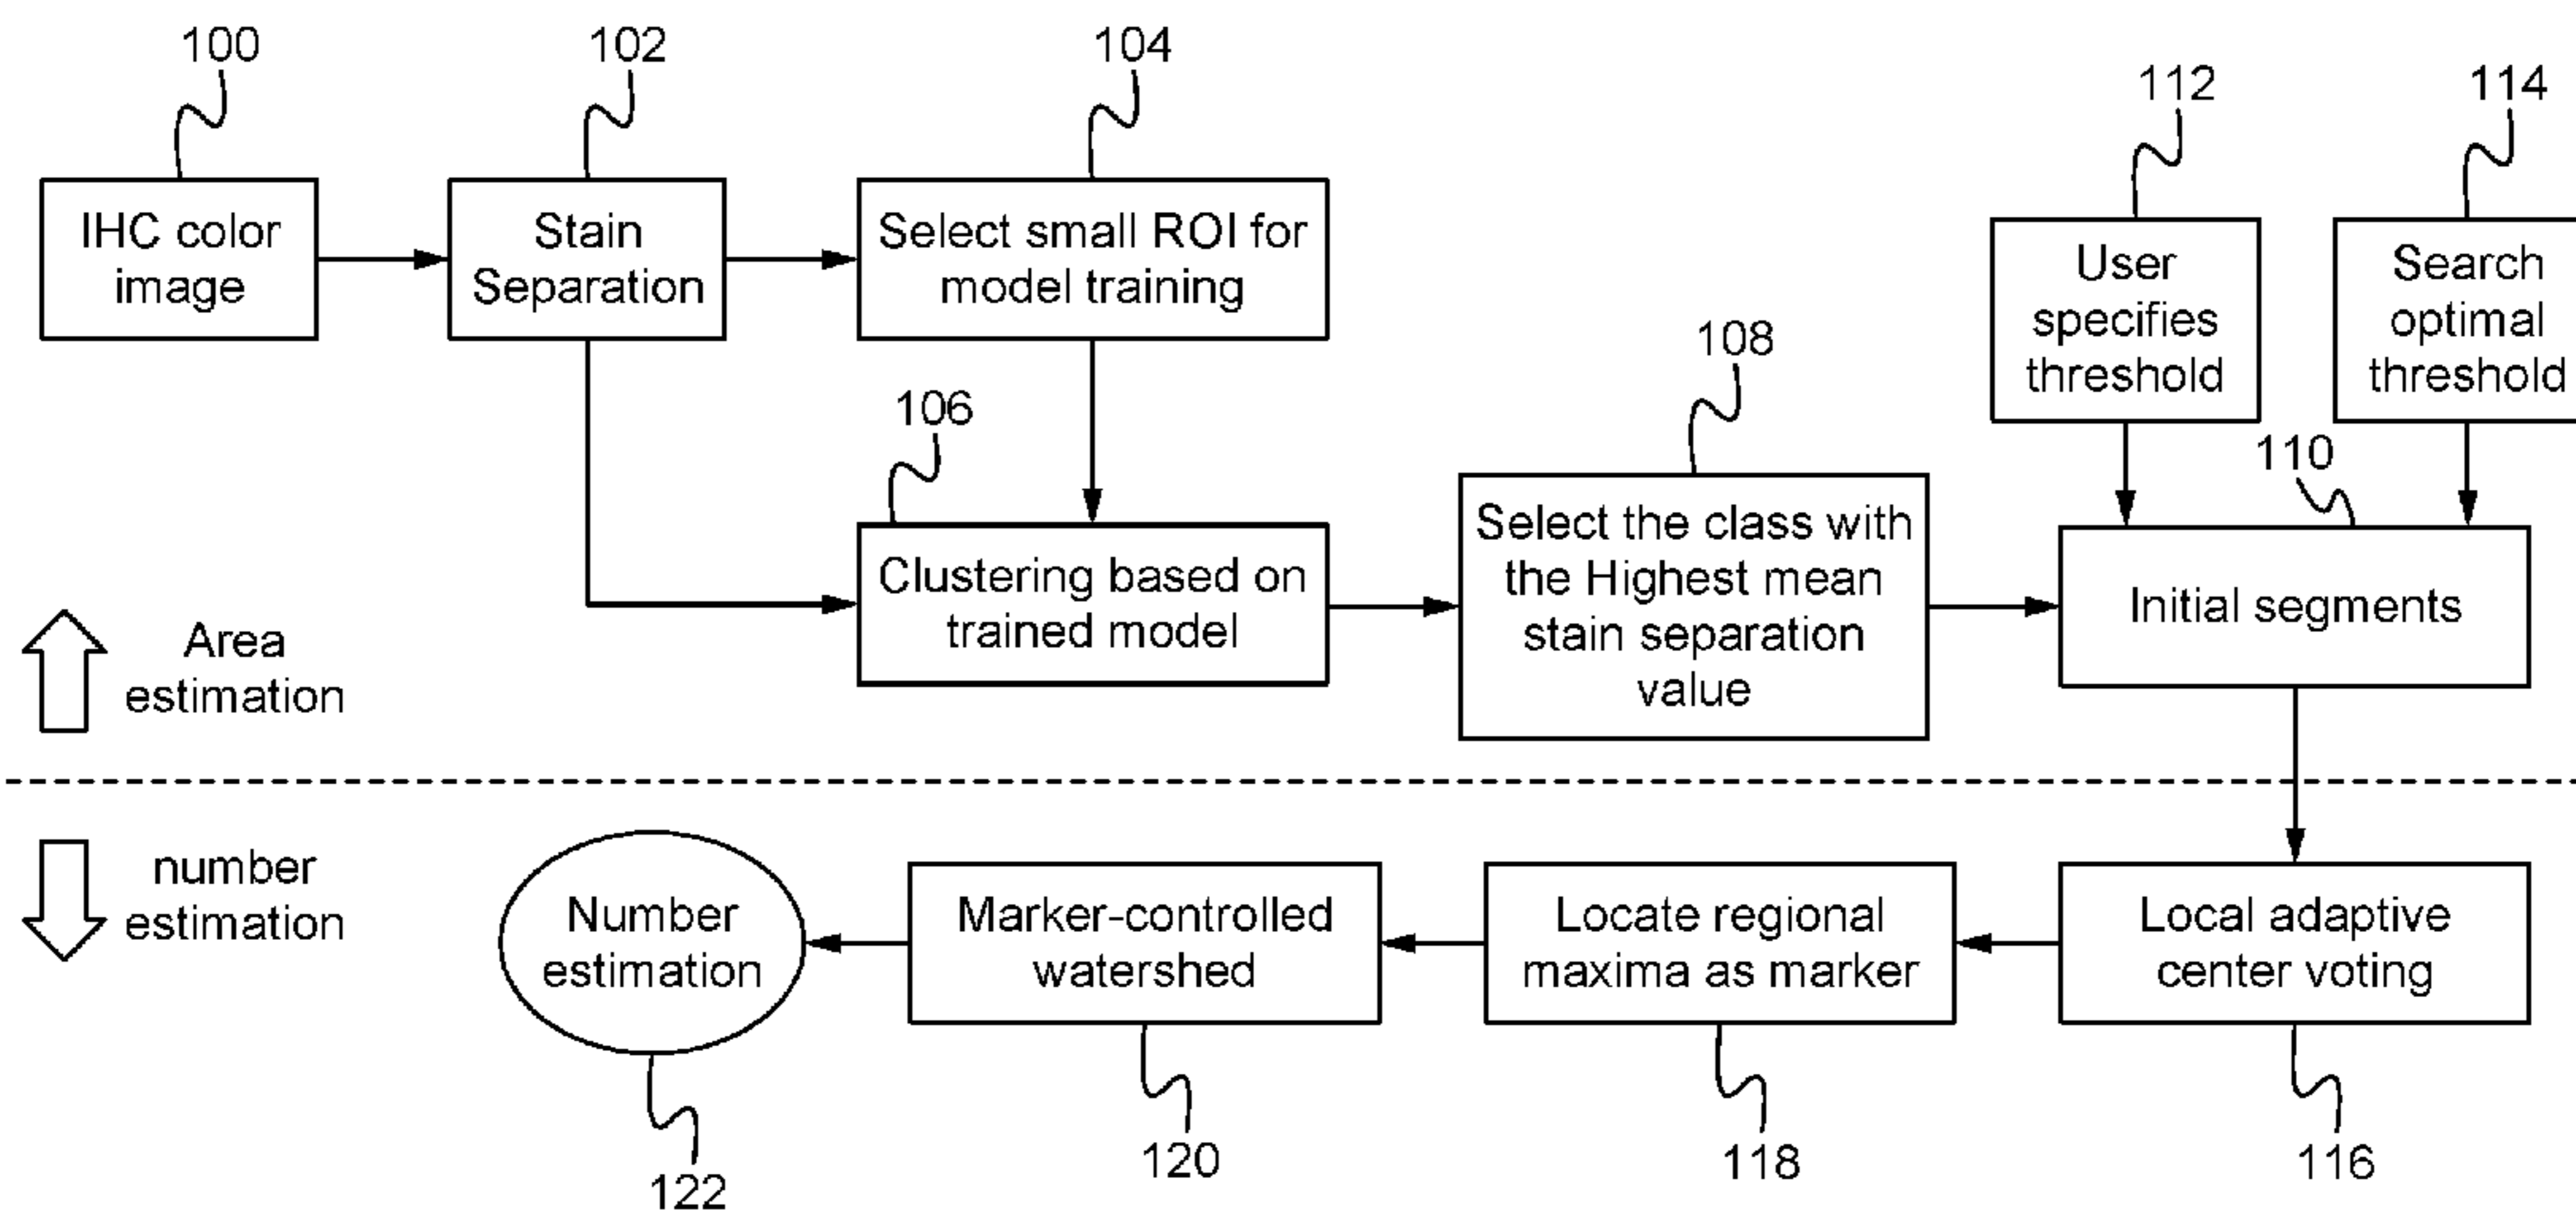 100
102
104
112
114
IHC color
image
Stain
Separation
Select small ROI for
model training
User
specifies
threshold
Search
optimal
threshold
106
108
110
Clustering based on
trained model
Select the class with
the Highest mean
stain separation
value
Initial segments
Area
estimation
number
estimation
Number
estimation
Marker-controlled
watershed
Locate regional
maxima as marker
Local adaptive
center voting
122
120
118
116